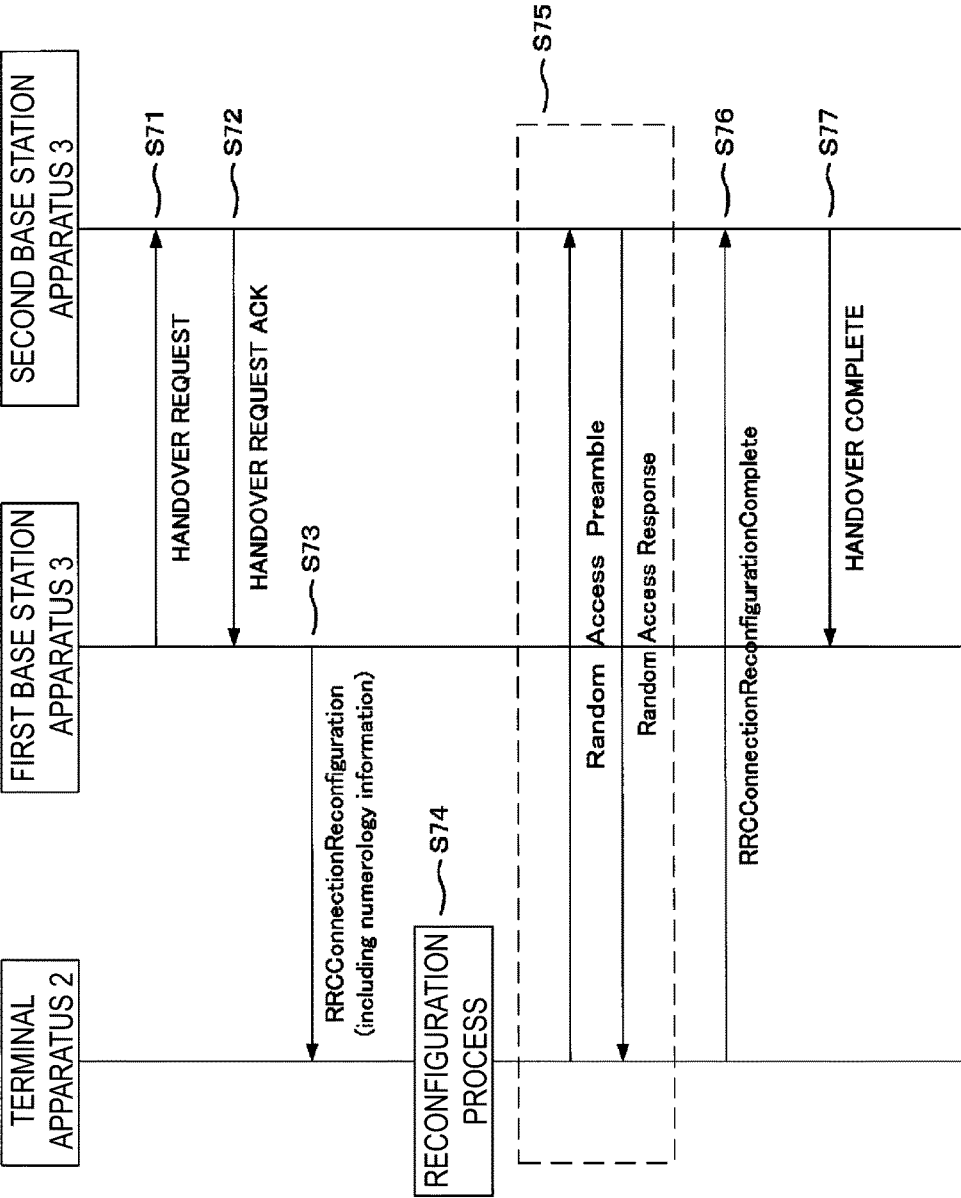 TERMINAL
APPARATUS 2
FIRST BASE STATION
APPARATUS 3
SECOND BASE STATION
APPARATUS 3
HANDOVER REQUEST
S71
HANDOVER REQUEST ACK
S72
S73
RRCConnectionReconfiguration
(including numerology information)
RECONFIGURATION
PROCESS
S74
S75
Random Access Preamble
Random Access Response
RRCConnectionReconfigurationComplete
S76
HANDOVER COMPLETE
S77